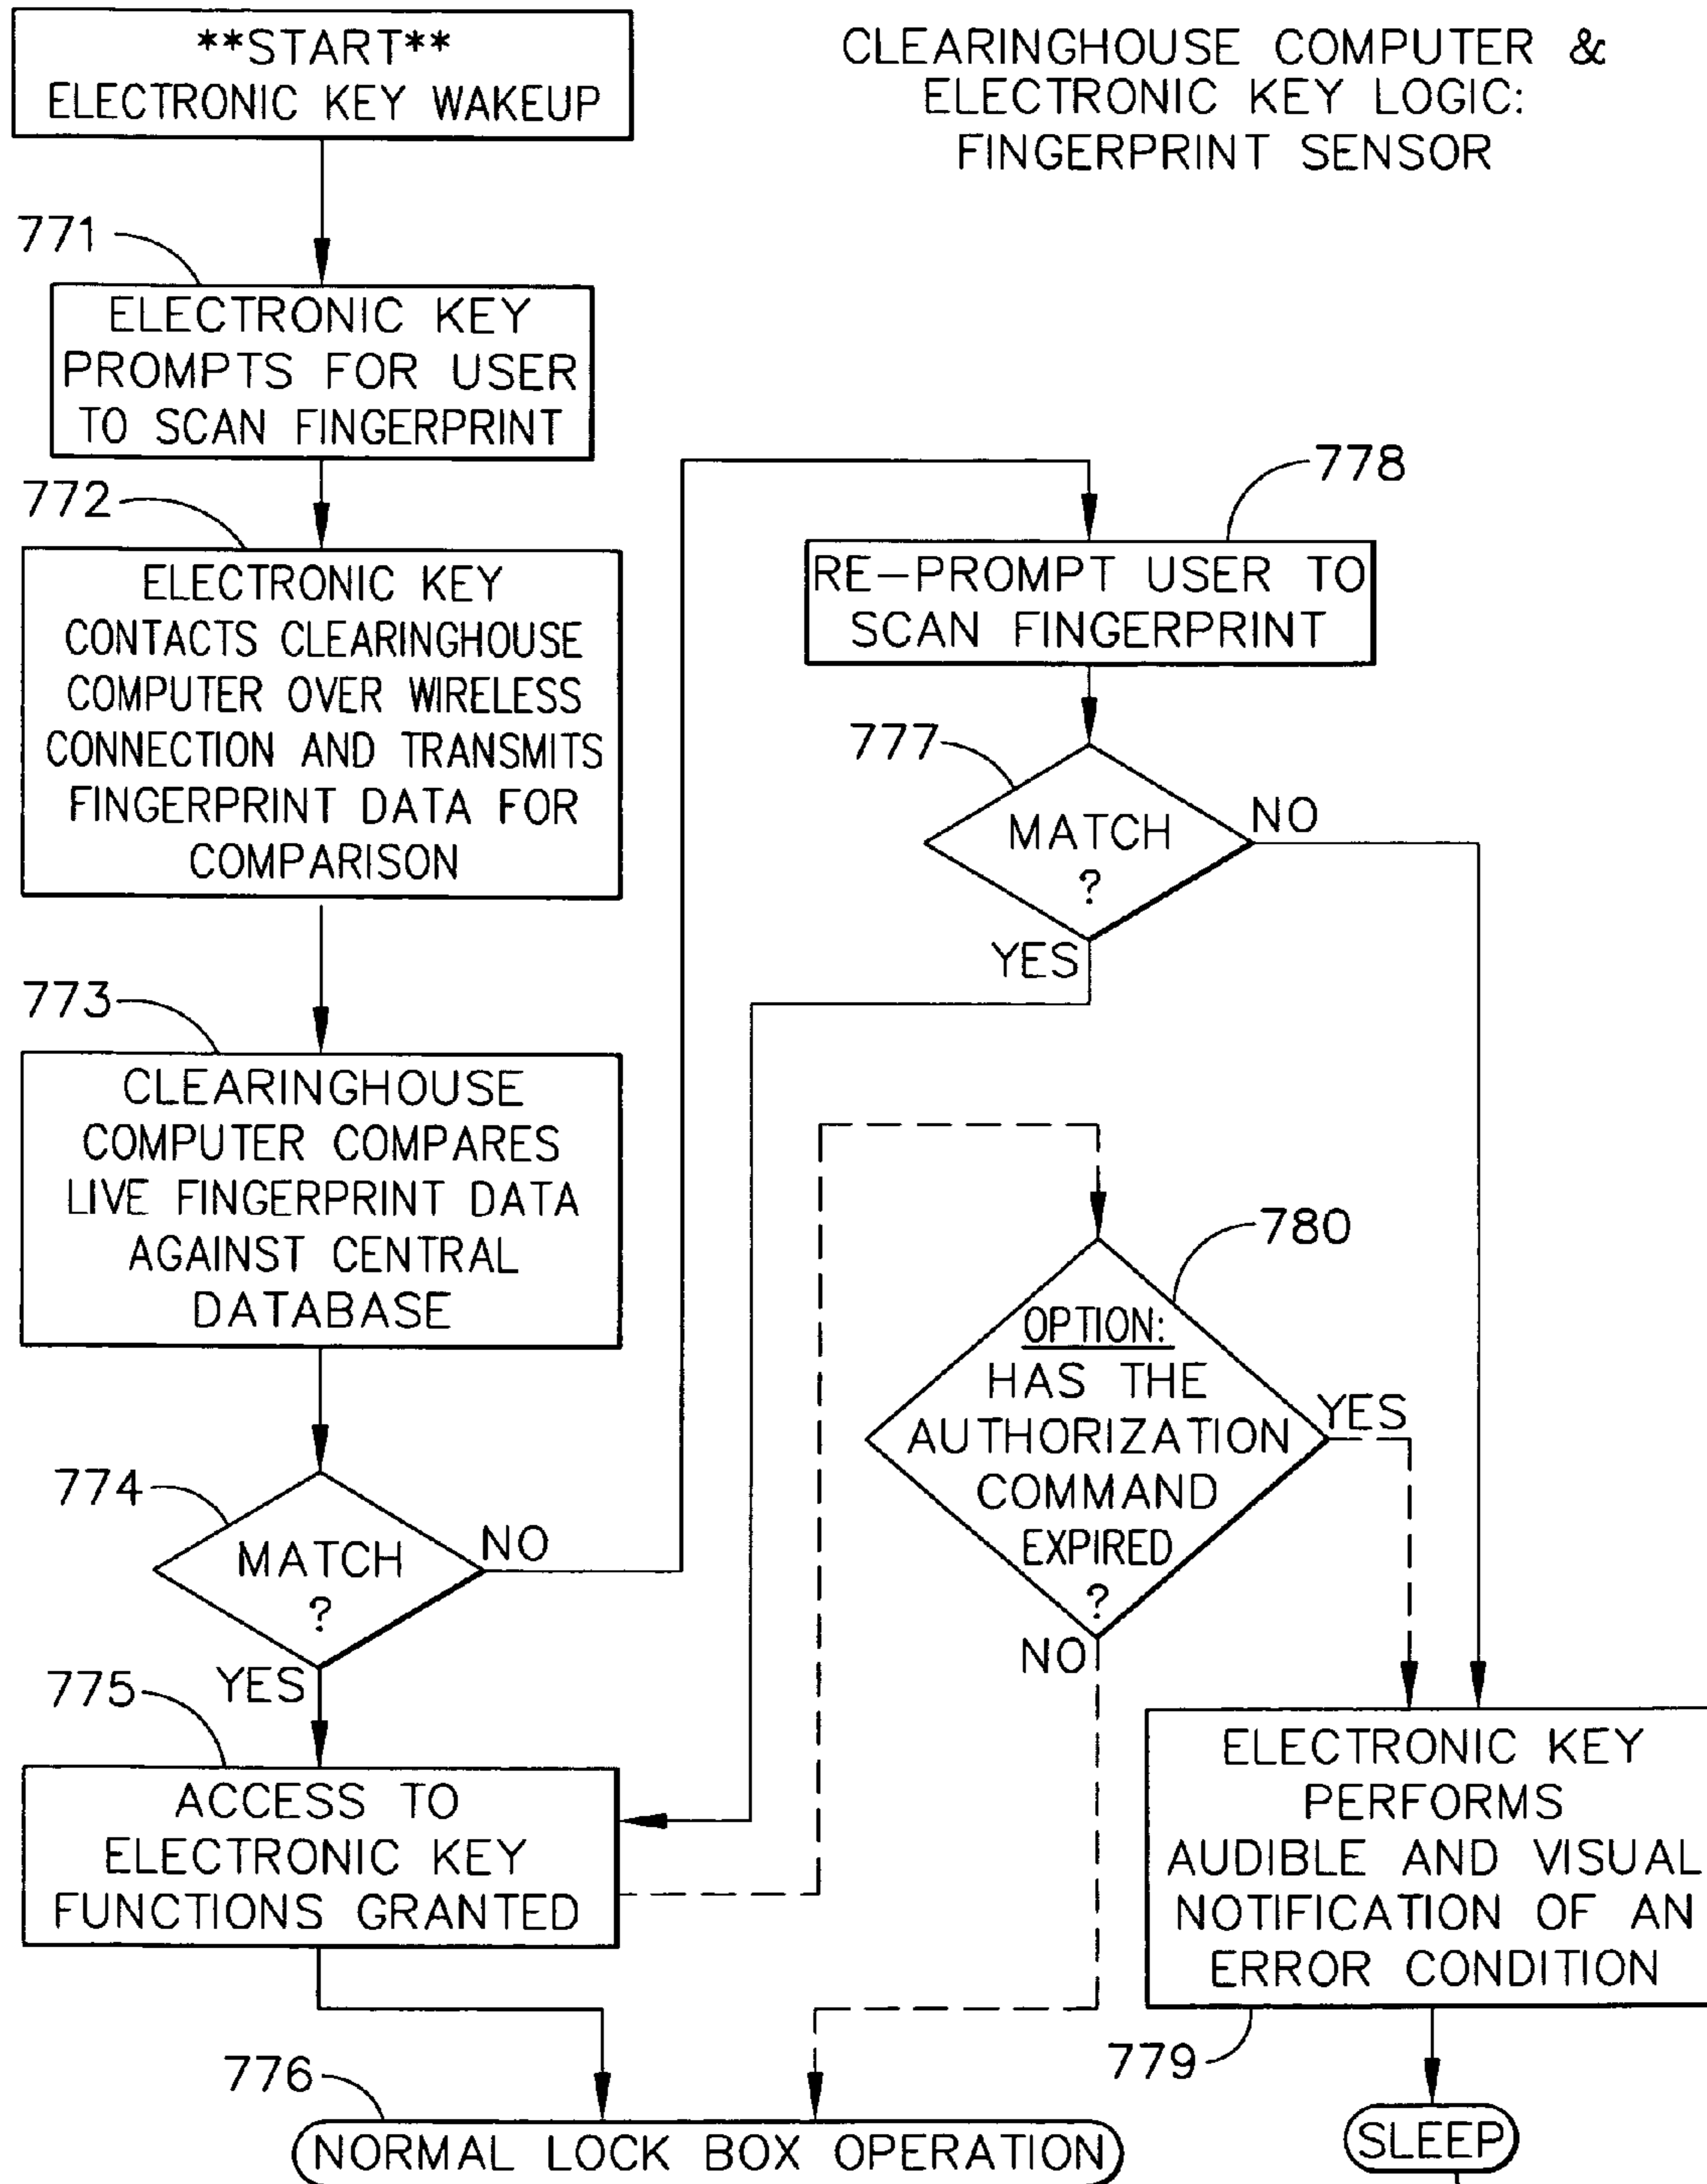 **START**
ELECTRONIC KEY WAKEUP
CLEARINGHOUSE COMPUTER &
ELECTRONIC KEY LOGIC:
FINGERPRINT SENSOR
771
ELECTRONIC KEY
PROMPTS FOR USER
TO SCAN FINGERPRINT
772
ELECTRONIC KEY
CONTACTS CLEARINGHOUSE
COMPUTER OVER WIRELESS
CONNECTION AND TRANSMITS
FINGERPRINT DATA FOR
COMPARISON
773
CLEARINGHOUSE
COMPUTER COMPARES
LIVE FINGERPRINT DATA
AGAINST CENTRAL
DATABASE
774
MATCH
?
NO
YES
775
ACCESS TO
ELECTRONIC KEY
FUNCTIONS GRANTED
776
NORMAL LOCK BOX OPERATION
778
RE-PROMPT USER TO
SCAN FINGERPRINT
777
MATCH
?
NO
YES
780
OPTION:
HAS THE
AUTHORIZATION
COMMAND
EXPIRED
?
YES
NO
ELECTRONIC KEY
PERFORMS
AUDIBLE AND VISUAL
NOTIFICATION OF AN
ERROR CONDITION
779
SLEEP